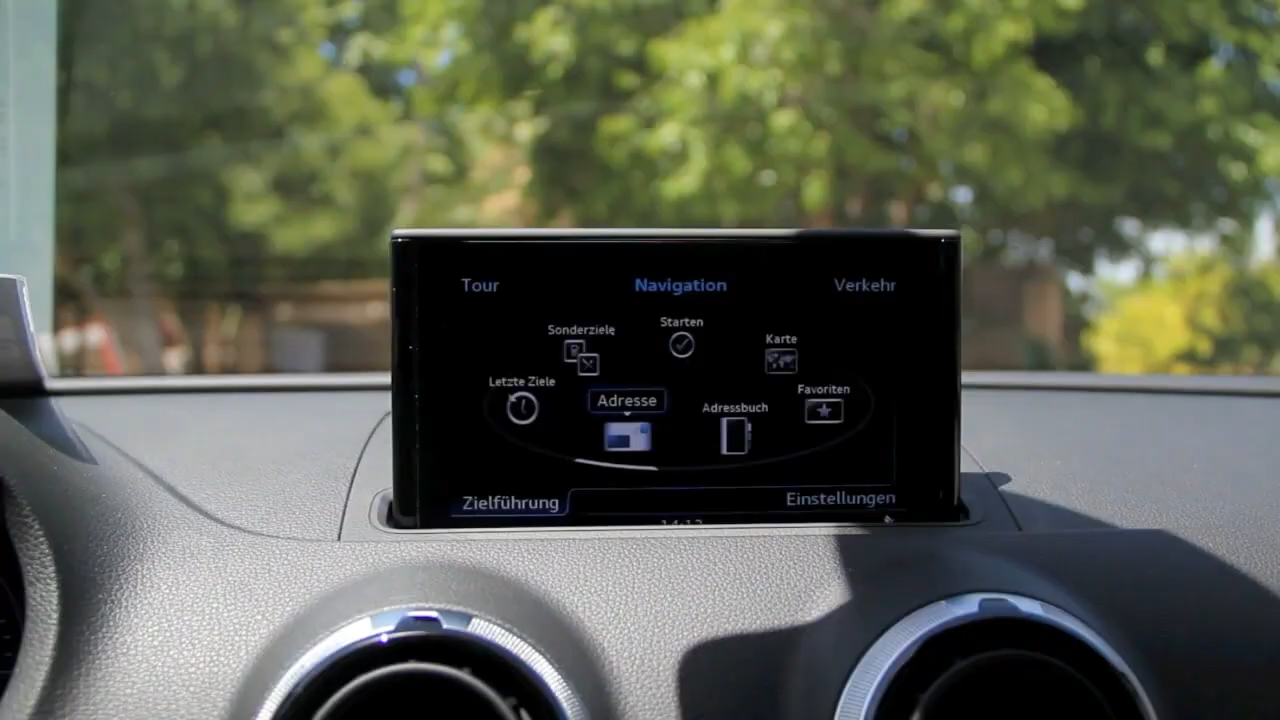 Tour Navigation Verkehr
Starten
Sonderziele
Karte
Letzte Ziele
Favoriten
Adresse
Adressbuch
Zielführung
Einstellungen